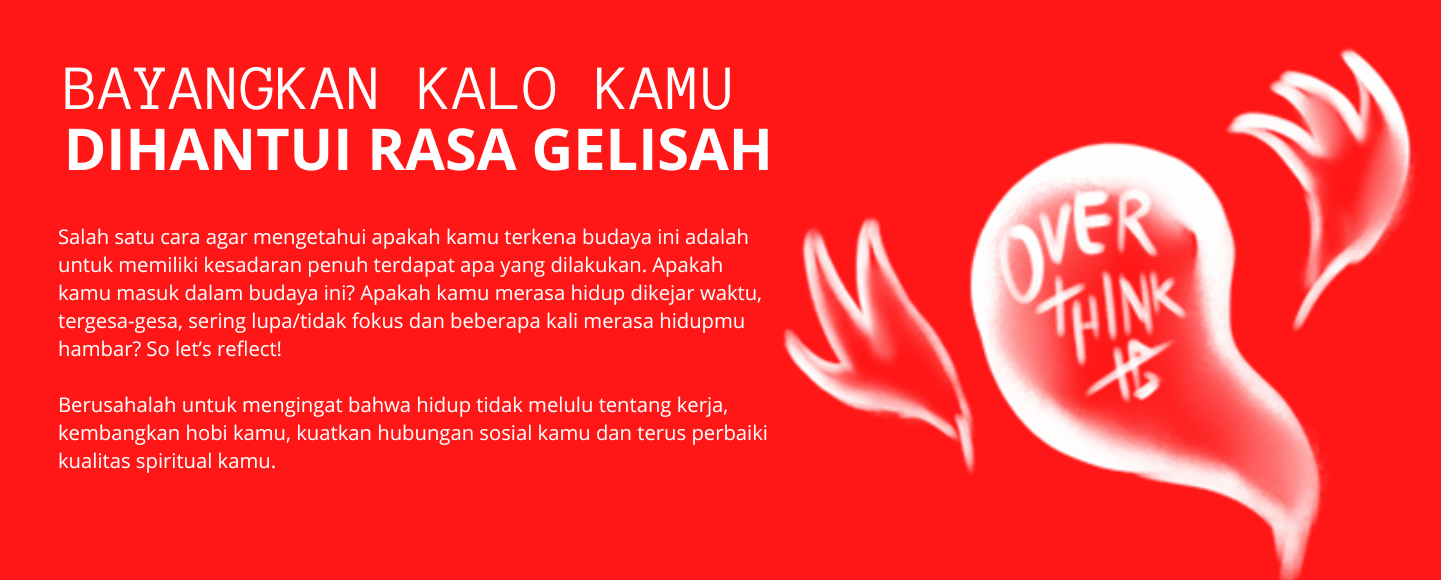 BAYANGKAN KALO KAMU
DIHANTUI RASA GELISAH
Salah satu cara agar mengetahui apakah kamu terkena budaya ini adalah
untuk memiliki kesadaran penuh terdapat apa yang dilakukan. Apakah
kamu masuk dalam budaya ini? Apakah kamu merasa hidup dikejar waktu,
tergesa-gesa, sering lupa/tidak fokus dan beberapa kali merasa hidupmu
hambar? So let’s reflect!
Berusahalah untuk mengingat bahwa hidup tidak melulu tentang kerja,
kembangkan hobi kamu, kuatkan hubungan sosial kamu dan terus perbaiki
kualitas spiritual kamu.
OVER
THINK